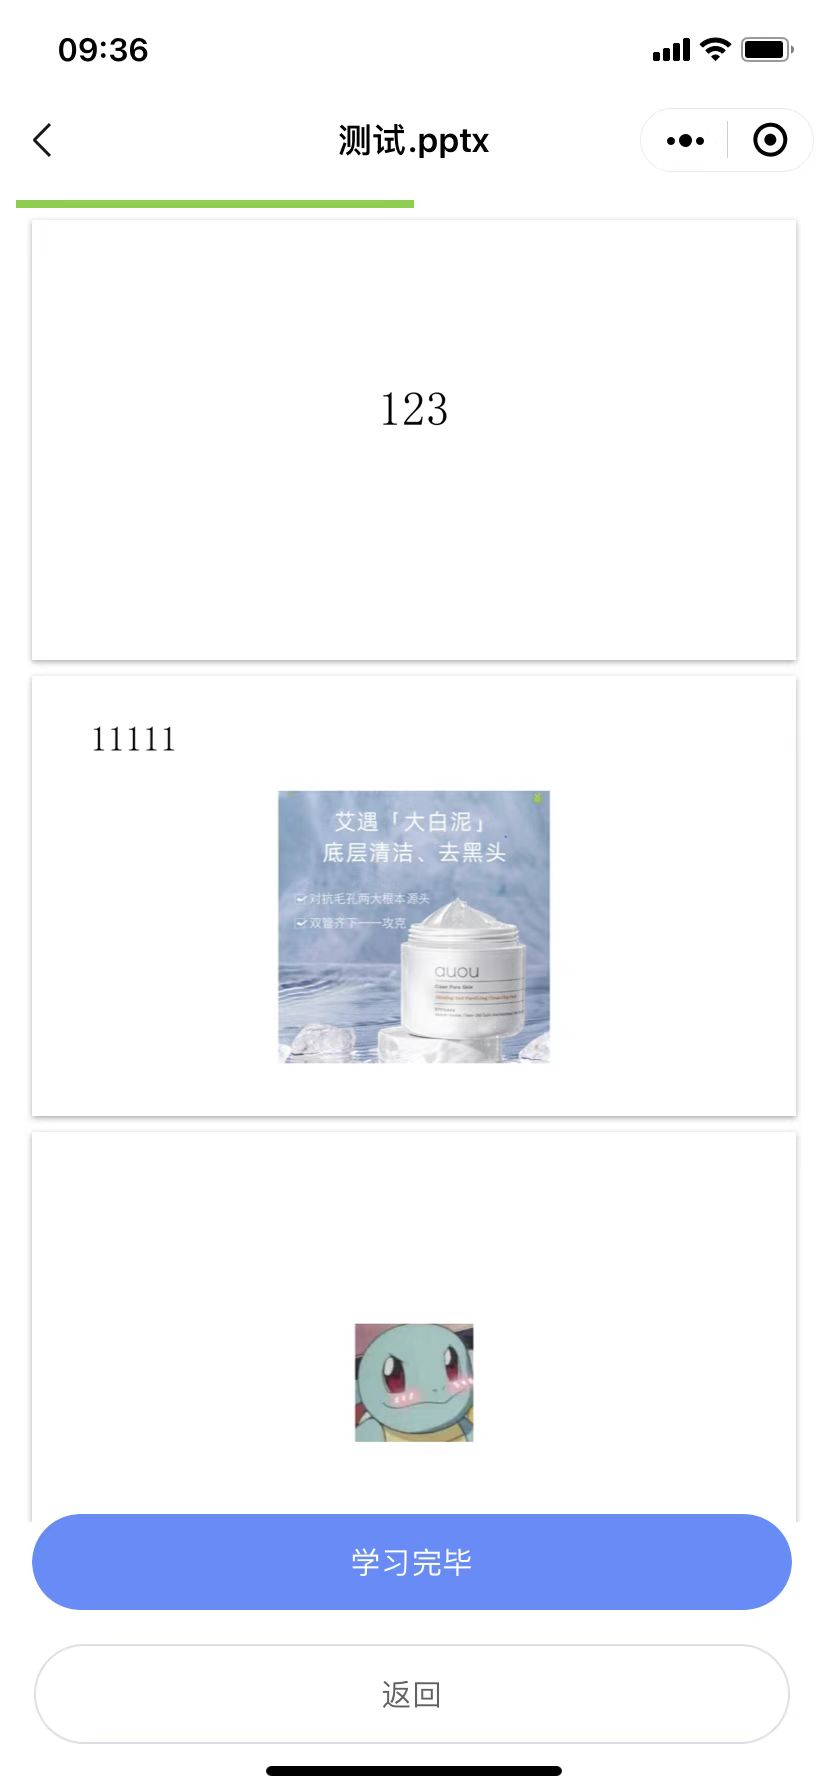 09:36
测试.pptx
123
11111
艾遇「大白泥」
底层清洁、去黑头
对抗毛孔两大根本源头
双管齐下——攻克
auou
Clean Pore Skin
学习完毕
返回